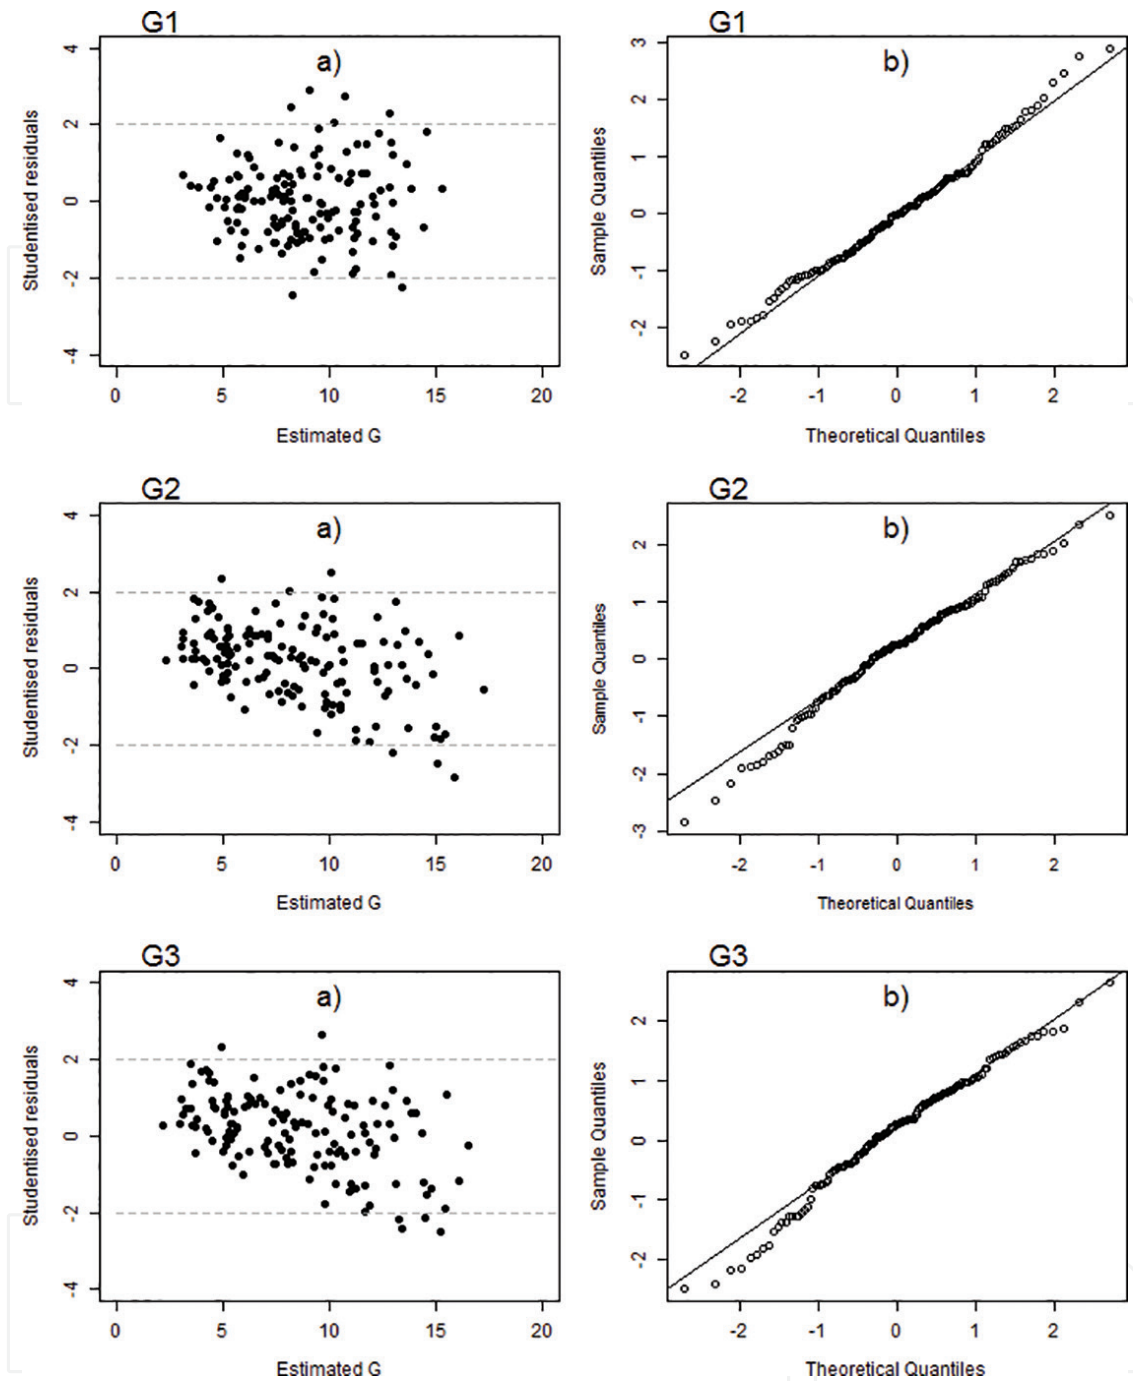 G1 G1
a) b)
Studentised residuals
4
2
0
-2
-4
0 5 10 15 20
Estimated G
Sample Quantiles
3
2
1
0
-1
-2
-2 -1 0 1 2
Theoretical Quantiles
G2 G2
a) b)
Studentised residuals
4
2
0
-2
-4
0 5 10 15 20
Estimated G
Sample Quantiles
2
1
0
-1
-2
-3
-2 -1 0 1 2
Theoretical Quantiles
G3 G3
a) b)
Studentised residuals
4
2
0
-2
-4
0 5 10 15 20
Estimated G
Sample Quantiles
2
1
0
-1
-2
-2 -1 0 1 2
Theoretical Quantiles